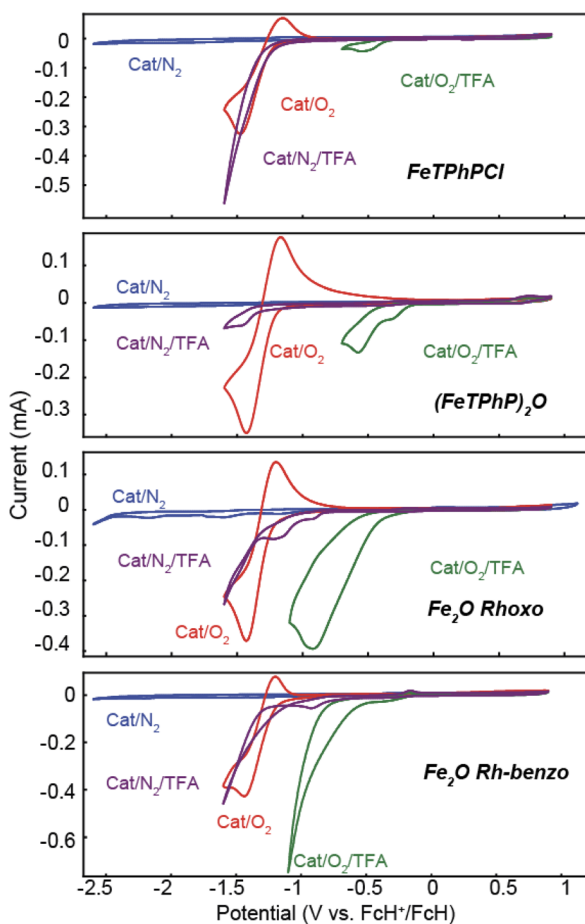 0
-0.1
-0.2
-0.3
-0.4
-0.5
Cat/N₂
Cat/O₂/TFA
Cat/O₂
Cat/N₂/TFA
FeTPhPCl
0.1
0
-0.1
-0.2
-0.3
Cat/N₂
Cat/N₂/TFA
Cat/O₂
Cat/O₂/TFA
(FeTPhP)₂O
Current (mA)
0.1
0
-0.1
-0.2
-0.3
-0.4
Cat/N₂
Cat/N₂/TFA
Cat/O₂/TFA
Cat/O₂
Fe₂O Rhoxo
0
-0.2
-0.4
-0.6
Cat/N₂
Cat/N₂/TFA
Cat/O₂
Cat/O₂/TFA
Fe₂O Rh-benzo
-2.5 -2 -1.5 -1 -0.5 0 0.5 1
Potential (V vs. FcH⁺/FcH)